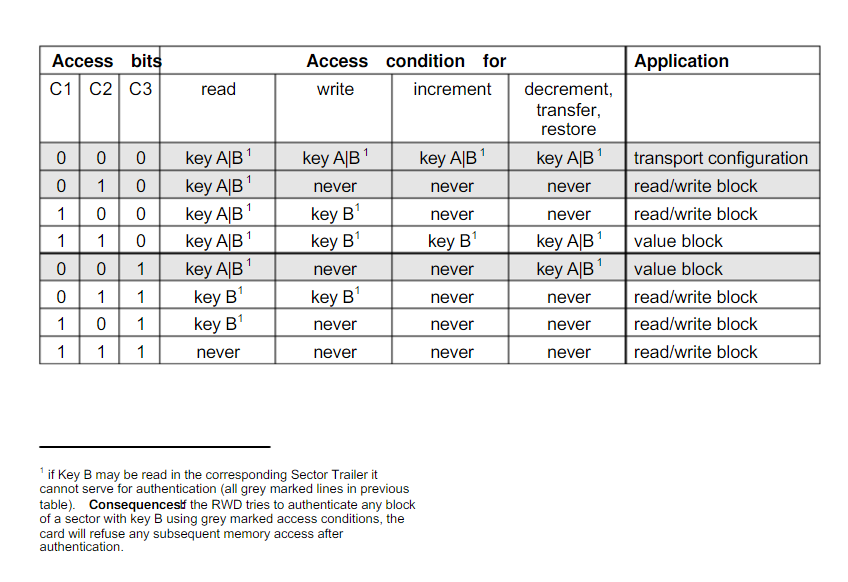 Access bits Access condition for Application
C1 C2 C3 read write increment decrement,
transfer,
restore
0 0 0 key A|B 1 key A|B 1 key A|B 1 key A|B 1 transport configuration
0 1 0 key A|B 1 never never never read/write block
1 0 0 key A|B 1 key B1 never never read/write block
1 1 0 key A|B 1 key B1 key B1 key A|B 1 value block
0 0 1 key A|B 1 never never key A|B 1 value block
0 1 1 key B1 key B1 never never read/write block
1 0 1 key B1 never never never read/write block
1 1 1 never never never never read/write block
1 if Key B may be read in the corresponding Sector Trailer it
cannot serve for authentication (all grey marked lines in previous
table). Consequences: If the RWD tries to authenticate any block
of a sector with key B using grey marked access conditions, the
card will refuse any subsequent memory access after
authentication.